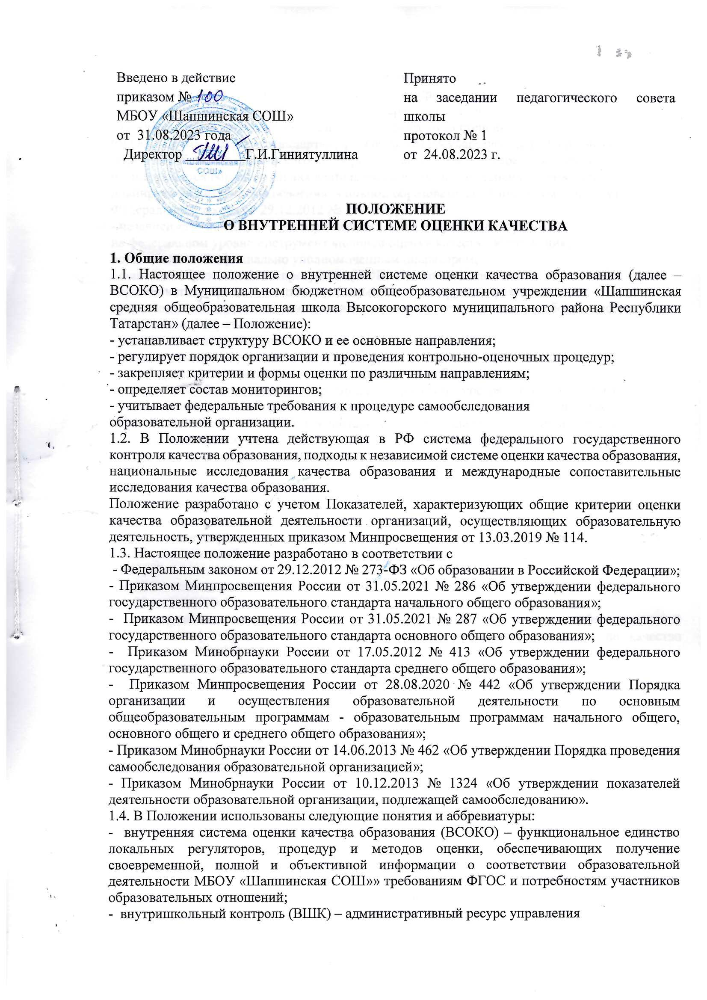 Введено в действие
приказом № 100
МБОУ «Шапшинская СОШ»
от 31.08.2023 года
Директор ________Г.И.Гиниятуллина
Принято
на заседании педагогического совета
школы
протокол № 1
от 24.08.2023 г.
МБОУ
«Шапшинская
СОШ»
ПОЛОЖЕНИЕ
О ВНУТРЕННЕЙ СИСТЕМЕ ОЦЕНКИ КАЧЕСТВА
1. Общие положения
1.1. Настоящее положение о внутренней системе оценки качества образования (далее –
ВСОКО) в Муниципальном бюджетном общеобразовательном учреждении «Шапшинская
средняя общеобразовательная школа Высокогорского муниципального района Республики
Татарстан» (далее – Положение):
- устанавливает структуру ВСОКО и ее основные направления;
- регулирует порядок организации и проведения контрольно-оценочных процедур;
- закрепляет критерии и формы оценки по различным направлениям;
- определяет состав мониторингов;
- учитывает федеральные требования к процедуре самообследования
образовательной организации.
1.2. В Положении учтена действующая в РФ система федерального государственного
контроля качества образования, подходы к независимой системе оценки качества образования,
национальные исследования качества образования и международные сопоставительные
исследования качества образования.
Положение разработано с учетом Показателей, характеризующих общие критерии оценки
качества образовательной деятельности организаций, осуществляющих образовательную
деятельность, утвержденных приказом Минпросвещения от 13.03.2019 № 114.
1.3. Настоящее положение разработано в соответствии с
- Федеральным законом от 29.12.2012 № 273-ФЗ «Об образовании в Российской Федерации»;
- Приказом Минпросвещения России от 31.05.2021 № 286 «Об утверждении федерального
государственного образовательного стандарта начального общего образования»;
- Приказом Минпросвещения России от 31.05.2021 № 287 «Об утверждении федерального
государственного образовательного стандарта основного общего образования»;
- Приказом Минобрнауки России от 17.05.2012 № 413 «Об утверждении федерального
государственного образовательного стандарта среднего общего образования»;
- Приказом Минпросвещения России от 28.08.2020 № 442 «Об утверждении Порядка
организации и осуществления образовательной деятельности по основным
общеобразовательным программам - образовательным программам начального общего,
основного общего и среднего общего образования»;
- Приказом Минобрнауки России от 14.06.2013 № 462 «Об утверждении Порядка проведения
самообследования образовательной организацией»;
- Приказом Минобрнауки России от 10.12.2013 № 1324 «Об утверждении показателей
деятельности образовательной организации, подлежащей самообследованию».
1.4. В Положении использованы следующие понятия и аббревиатуры:
- внутренняя система оценки качества образования (ВСОКО) – функциональное единство
локальных регуляторов, процедур и методов оценки, обеспечивающих получение
своевременной, полной и объективной информации о соответствии образовательной
деятельности МБОУ «Шапшинская СОШ»» требованиям ФГОС и потребностям участников
образовательных отношений;
- внутришкольный контроль (ВШК) – административный ресурс управления